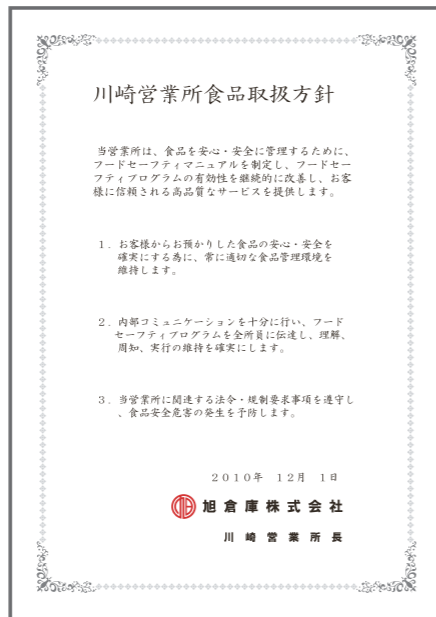 川崎営業所食品取扱方針
当営業所は、食品を安心・安全に管理するために、
フードセーフティマニュアルを制定し、フードセー
フティプログラムの有効性を継続的に改善し、お客
様に信頼される高品質なサービスを提供します。
1．お客様からお預かりした食品の安心・安全を
確実にする為に、常に適切な食品管理環境を
維持します。
2．内部コミュニケーションを十分に行い、フード
セーフティプログラムを全所員に伝達し、理解、
周知、実行の維持を確実にします。
3．当営業所に関連する法令・規制要求事項を遵守し
、食品安全危害の発生を予防します。
2010年 12月 1日
旭倉庫株式会社
川崎営業所長